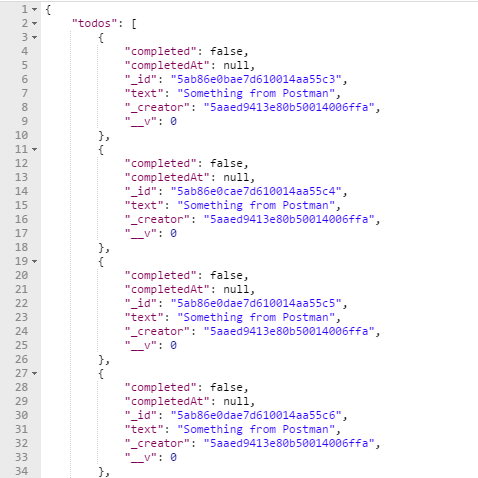 1 {
2 "todos": [
3 {
4 "completed": false,
5 "completedAt": null,
6 "_id": "5ab86e0bae7d610014aa55c3",
7 "text": "Something from Postman",
8 "_creator": "5aaed9413e80b50014006ffa",
9 "__v": 0
10 },
11 {
12 "completed": false,
13 "completedAt": null,
14 "_id": "5ab86e0cae7d610014aa55c4",
15 "text": "Something from Postman",
16 "_creator": "5aaed9413e80b50014006ffa",
17 "__v": 0
18 },
19 {
20 "completed": false,
21 "completedAt": null,
22 "_id": "5ab86e0dae7d610014aa55c5",
23 "text": "Something from Postman",
24 "_creator": "5aaed9413e80b50014006ffa",
25 "__v": 0
26 },
27 {
28 "completed": false,
29 "completedAt": null,
30 "_id": "5ab86e0dae7d610014aa55c6",
31 "text": "Something from Postman",
32 "_creator": "5aaed9413e80b50014006ffa",
33 "__v": 0
34 },